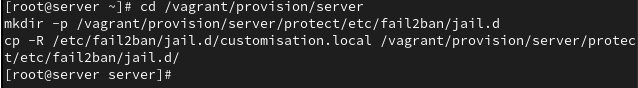 [root@server ~]# cd /vagrant/provision/server
mkdir -p /vagrant/provision/server/protect/etc/fail2ban/jail.d
cp -R /etc/fail2ban/jail.d/customisation.local /vagrant/provision/server/protec
t/etc/fail2ban/jail.d/
[root@server server]#